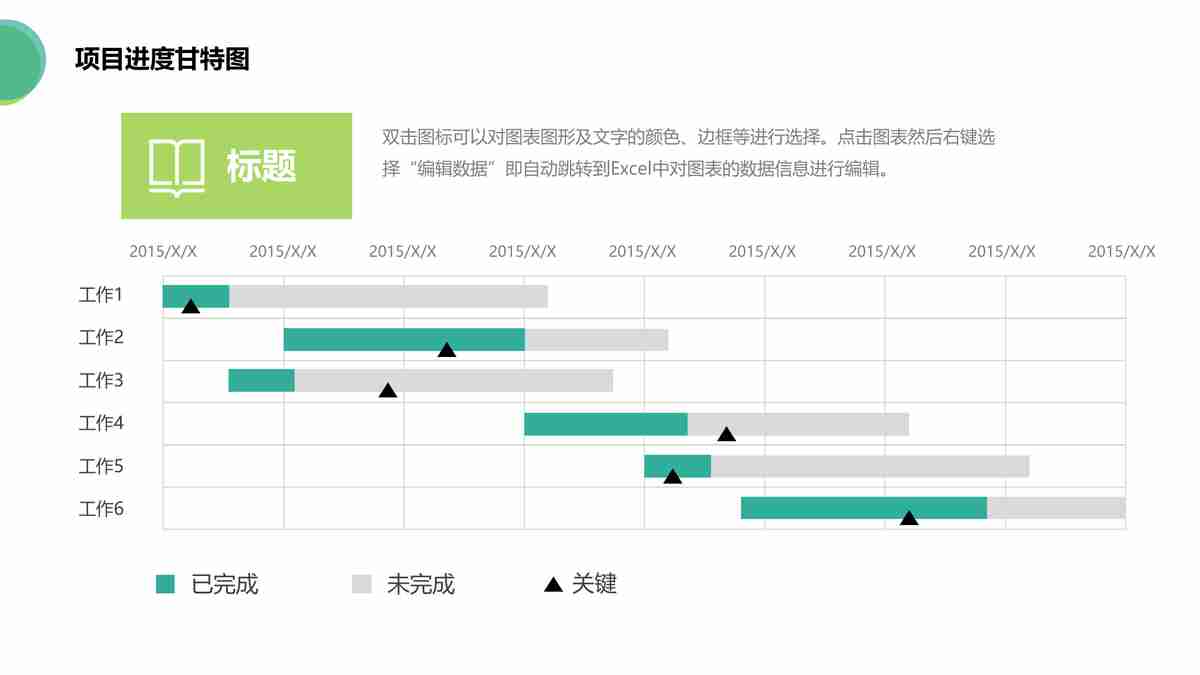 项目进度甘特图
标题
双击图标可以对图表图形及文字的颜色、边框等进行选择。点击图表然后右键选
择“编辑数据”即自动跳转到Excel中对图表的数据信息进行编辑。
2015/X/X 2015/X/X 2015/X/X 2015/X/X 2015/X/X 2015/X/X 2015/X/X 2015/X/X 2015/X/X
工作1
工作2
工作3
工作4
工作5
工作6
已完成 未完成 关键